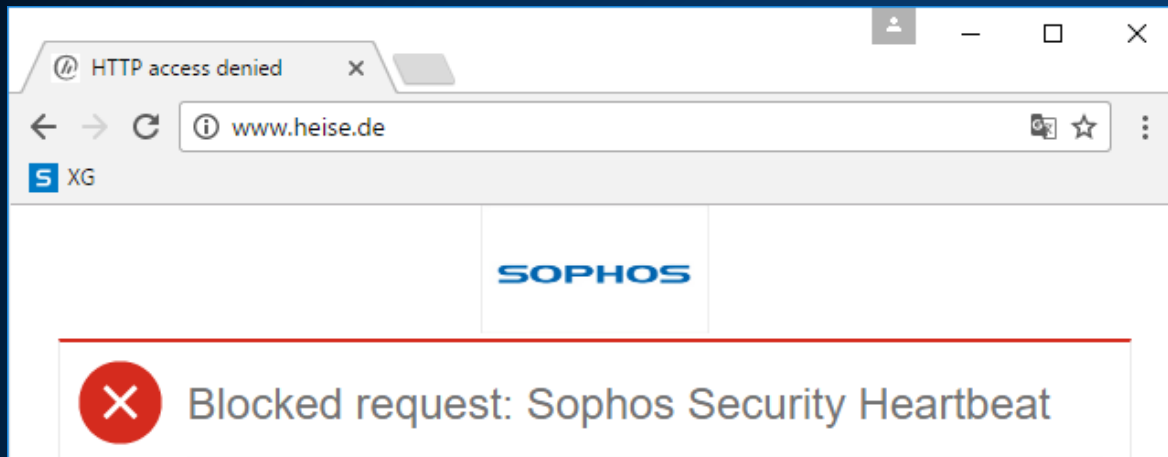 HTTP access denied
www.heise.de
S XG
SOPHOS
Blocked request: Sophos Security Heartbeat